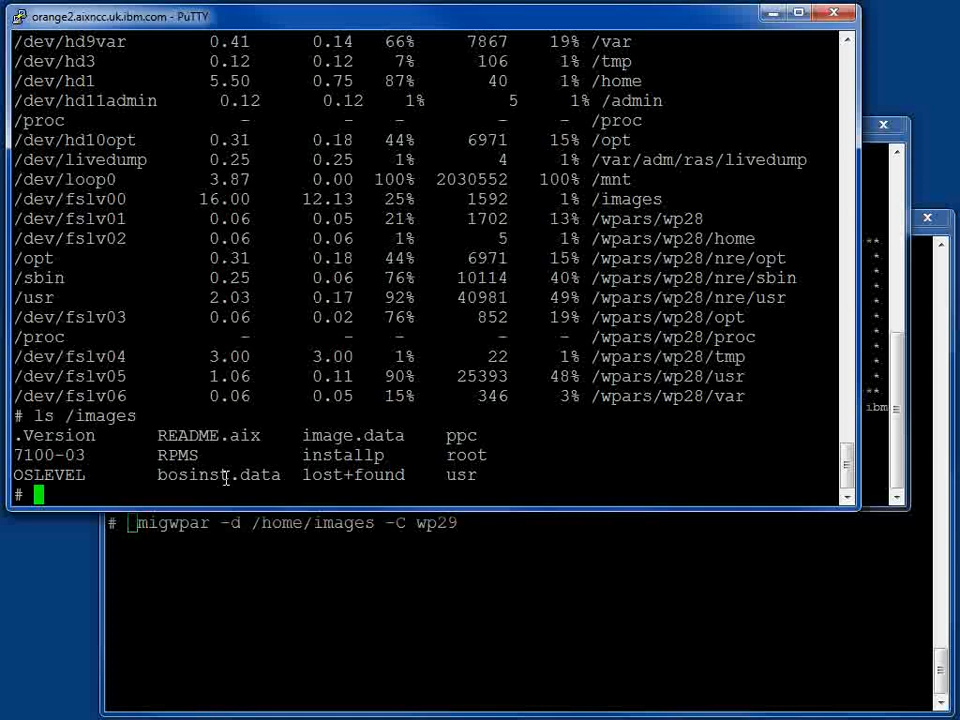 orange2.aixncc.uk.ibm.com - PuTTY
/dev/hd9var 0.41 0.14 66% 7867 19% /var
/dev/hd3 0.12 0.12 7% 106 1% /tmp
/dev/hd1 5.50 0.75 87% 40 1% /home
/dev/hd11admin 0.12 0.12 1% 5 1% /admin
/proc - - - - - /proc
/dev/hd10opt 0.31 0.18 44% 6971 15% /opt
/dev/livedump 0.25 0.25 1% 4 1% /var/adm/ras/livedump
/dev/loop0 3.87 0.00 100% 2030552 100% /mnt
/dev/fslv00 16.00 12.13 25% 1592 1% /images
/dev/fslv01 0.06 0.05 21% 1702 13% /wpars/wp28
/dev/fslv02 0.06 0.06 1% 5 1% /wpars/wp28/home
/opt 0.31 0.18 44% 6971 15% /wpars/wp28/nre/opt
/sbin 0.25 0.06 76% 10114 40% /wpars/wp28/nre/sbin
/usr 2.03 0.17 92% 40981 49% /wpars/wp28/nre/usr
/dev/fslv03 0.06 0.02 76% 852 19% /wpars/wp28/opt
/proc - - - - - /wpars/wp28/proc
/dev/fslv04 3.00 3.00 1% 22 1% /wpars/wp28/tmp
/dev/fslv05 1.06 0.11 90% 25393 48% /wpars/wp28/usr
/dev/fslv06 0.06 0.05 15% 346 3% /wpars/wp28/var
# ls /images
.Version README.aix image.data ppc
7100-03 RPMS installp root
OSLEVEL bosinst.data lost+found usr
#
**
*
*
*
*
*
*
*
**
ibm
# migwpar -d /home/images -C wp29